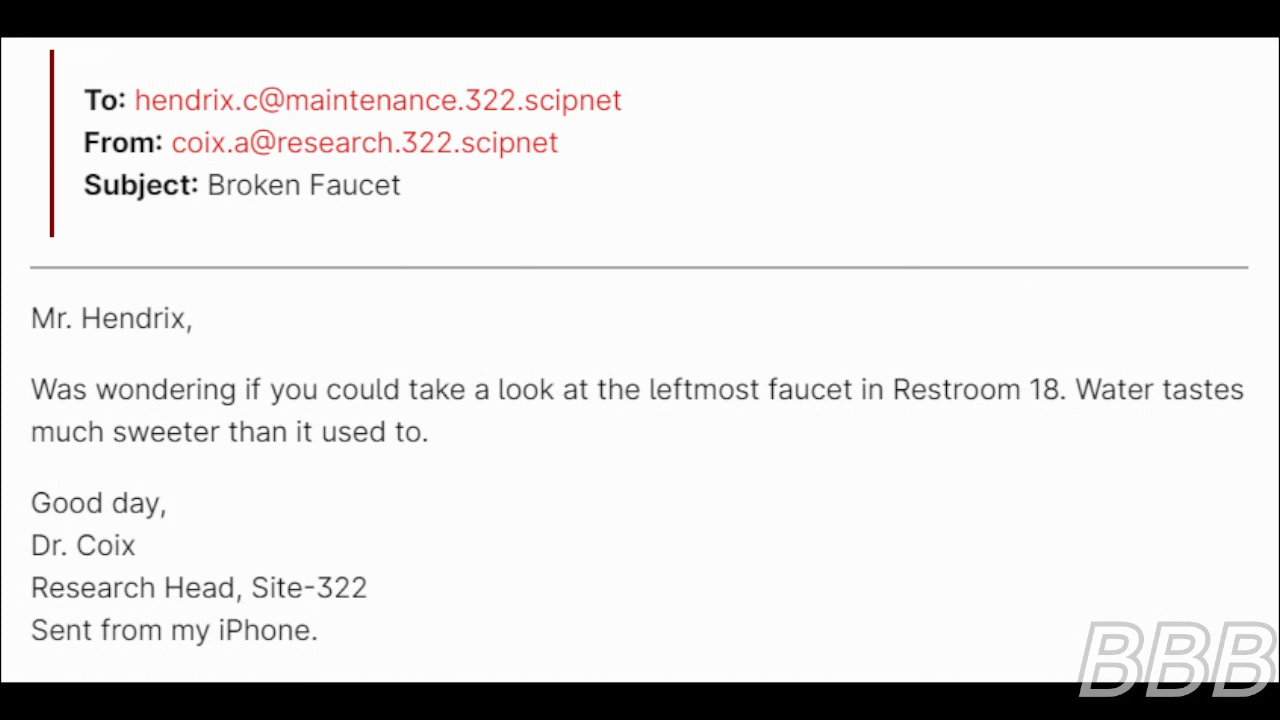 To: hendrix.c@maintenance.322.scipnet
From: coix.a@research.322.scipnet
Subject: Broken Faucet
Mr. Hendrix,
Was wondering if you could take a look at the leftmost faucet in Restroom 18. Water tastes
much sweeter than it used to.
Good day,
Dr. Coix
Research Head, Site-322
Sent from my iPhone.
BBB